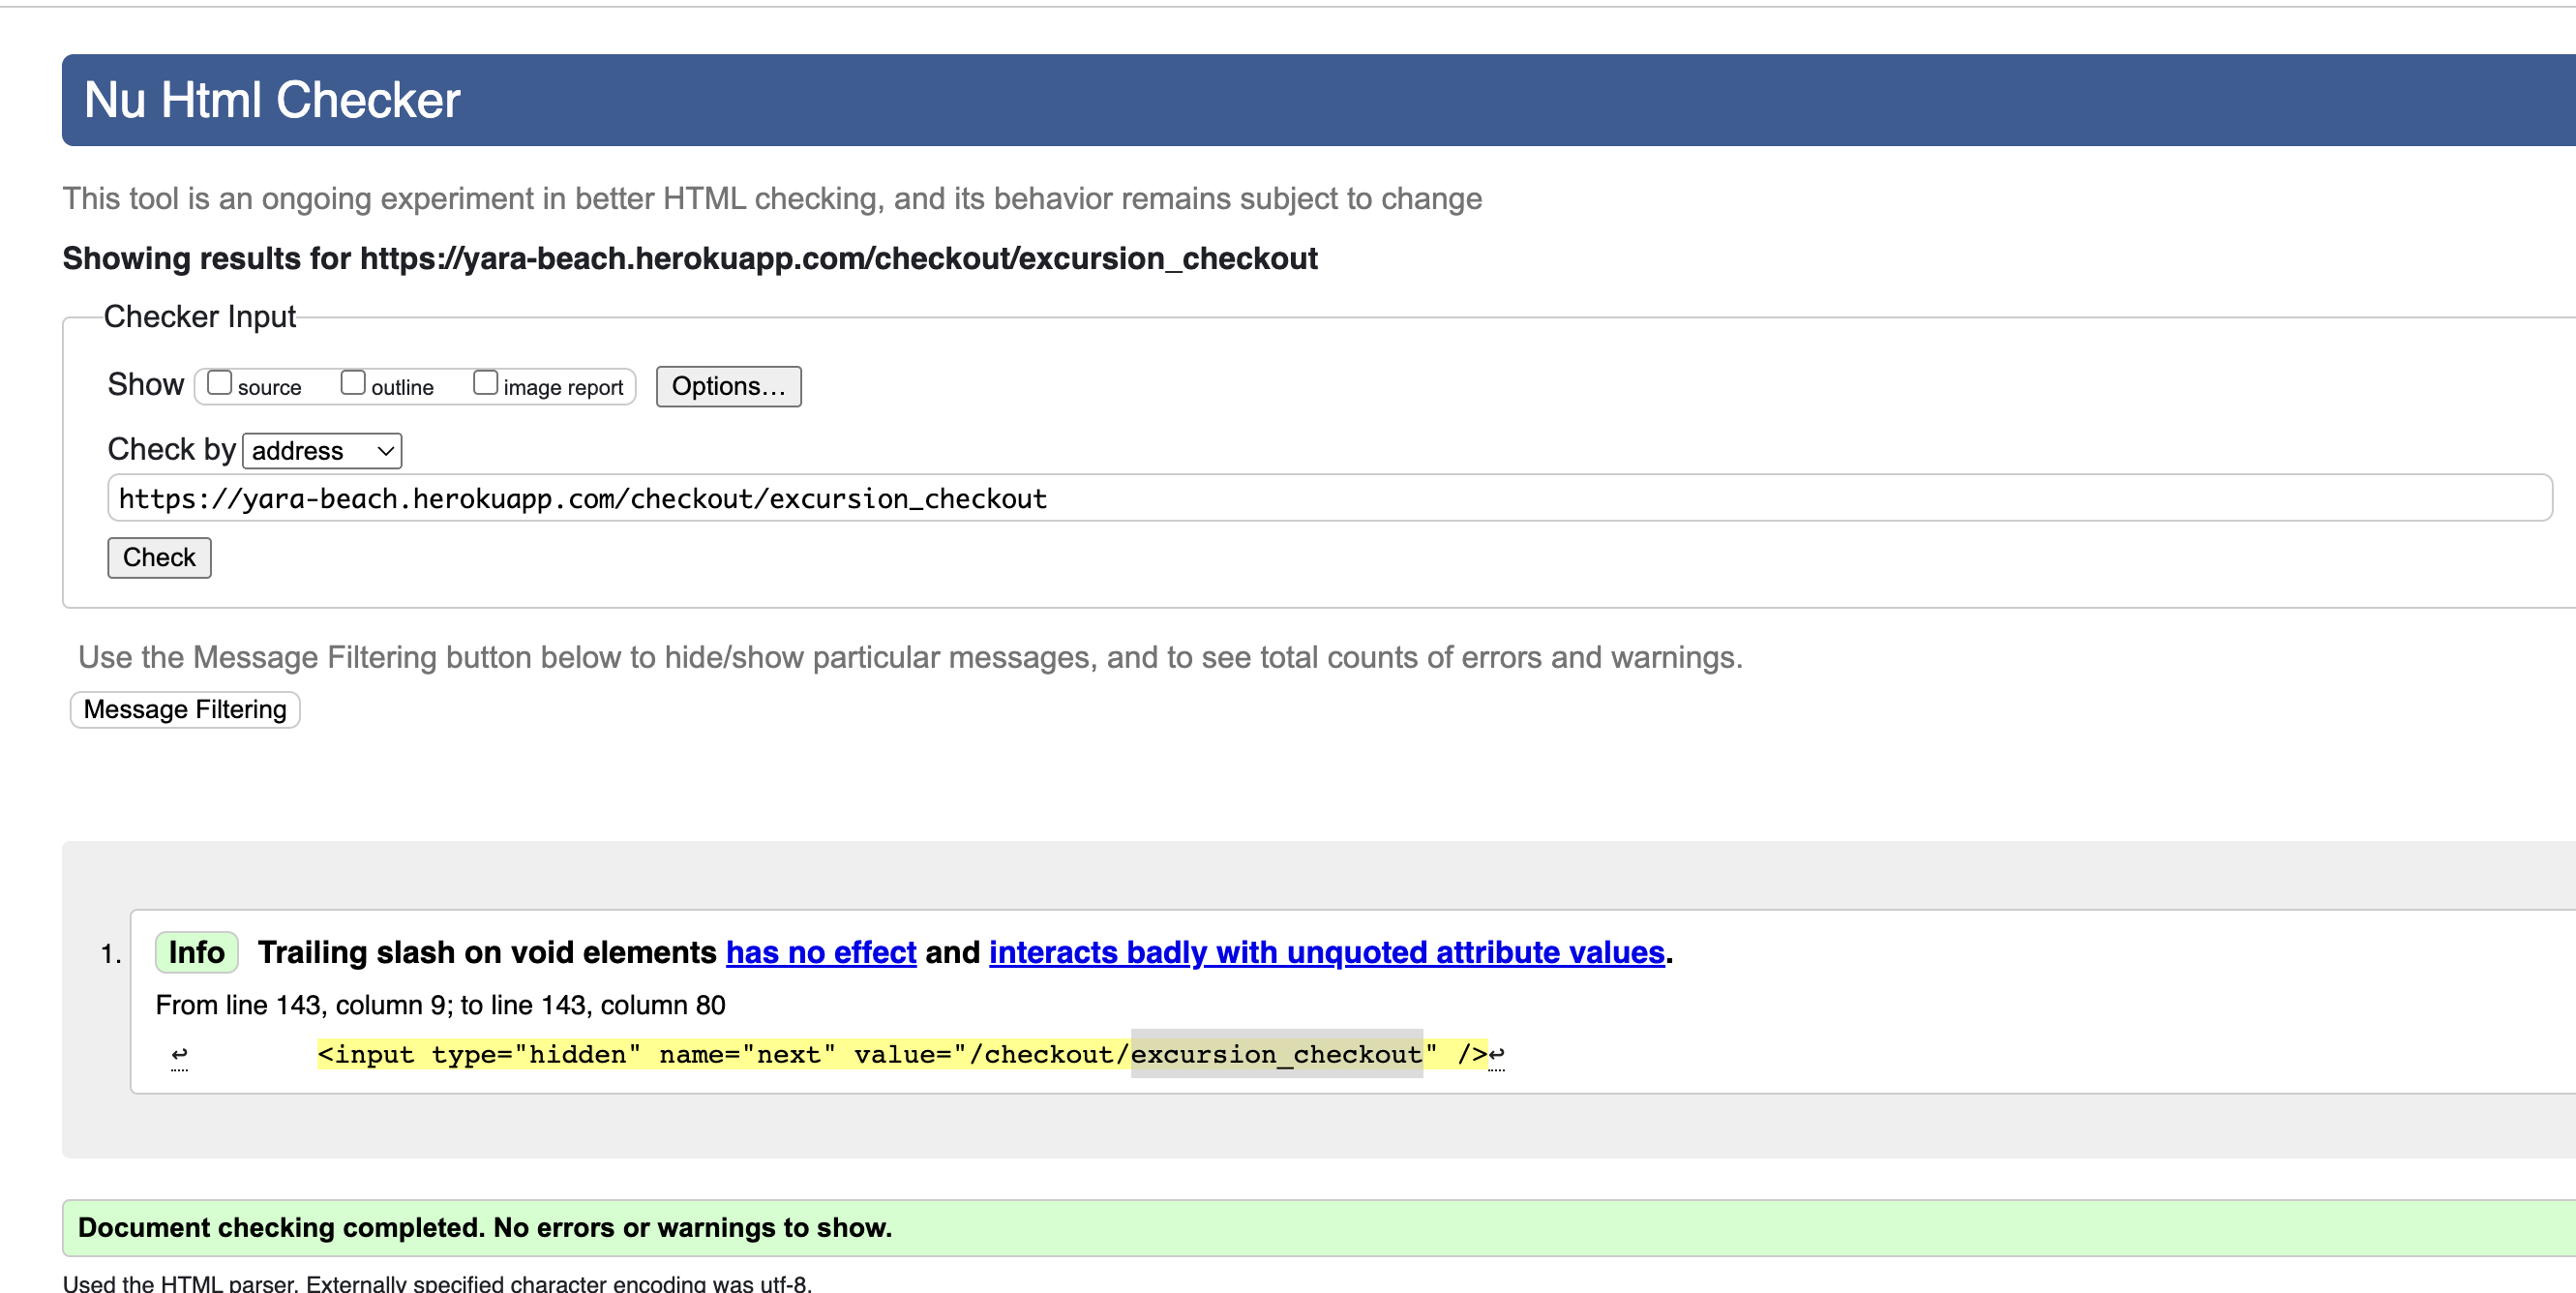 Nu Html Checker
This tool is an ongoing experiment in better HTML checking, and its behavior remains subject to change
Showing results for https://yara-beach.herokuapp.com/checkout/excursion_checkout
Checker Input
Show source outline image report Options...
Check by address
https://yara-beach.herokuapp.com/checkout/excursion_checkout
Check
Use the Message Filtering button below to hide/show particular messages, and to see total counts of errors and warnings.
Message Filtering
1. Info Trailing slash on void elements has no effect and interacts badly with unquoted attribute values.
From line 143, column 9; to line 143, column 80
↩ <input type="hidden" name="next" value="/checkout/excursion_checkout" />↩
Document checking completed. No errors or warnings to show.
Used the HTML parser. Externally specified character encoding was utf-8.